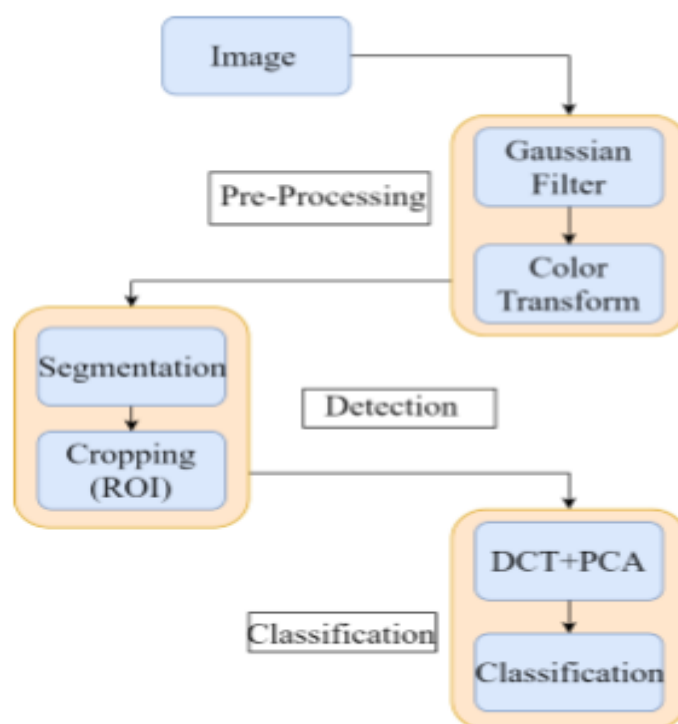 Image
Gaussian
Filter
Pre-Processing
Color
Transform
Segmentation
Detection
Cropping
(ROI)
DCT+PCA
Classification
Classification